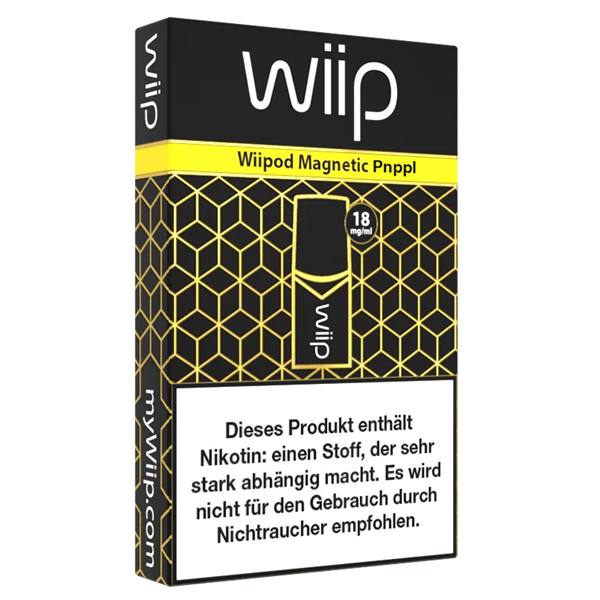 wiip
wiip
Wiipod Magnetic Pnppl
18
mg/ml
wiip
myWiip.com
Dieses Produkt enthält
Nikotin: einen Stoff, der sehr
stark abhängig macht. Es wird
nicht für den Gebrauch durch
Nichtraucher empfohlen.